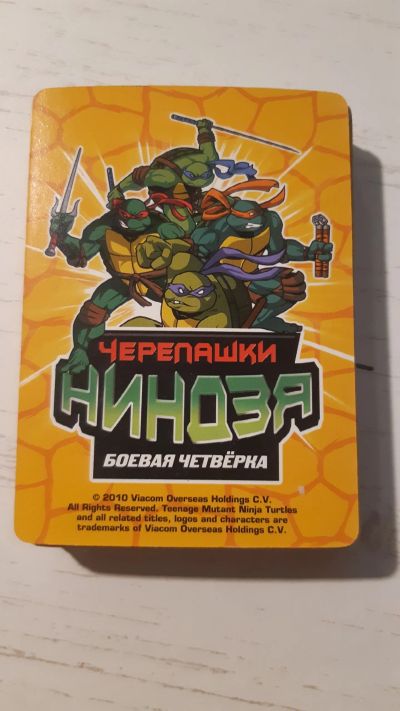 ЧЕРЕПАШКИ
НИНДЗЯ
БОЕВАЯ ЧЕТВЁРКА
© 2010 Viacom Overseas Holdings C.V.
All Rights Reserved. Teenage Mutant Ninja Turtles
and all related titles, logos and characters are
trademarks of Viacom Overseas Holdings C.V.